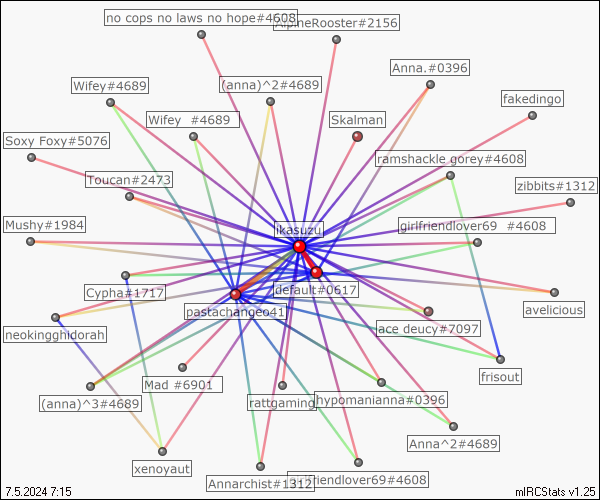 no cops no laws no hope#4608
AlpineRooster#2156
Anna.#0396
Wifey#4689
(anna)^2#4689
fakedingo
Wifey #4689
Skalman
Soxy Foxy#5076
ramshackle gorey#4608
Toucan#2473
zibbits#1312
Mushy#1984
ikasuzu
girlfriendlover69 #4608
Cypha#1717
default#0617
pastachangeo41
avelicious
neokingghidorah
ace deucy#7097
frisout
Mad #6901
(anna)^3#4689
rattgaming
hypomanianna#0396
Anna^2#4689
xenoyaut
Annarchist#1312
girlfriendlover69#4608
7.5.2024 7:15
mIRCStats v1.25